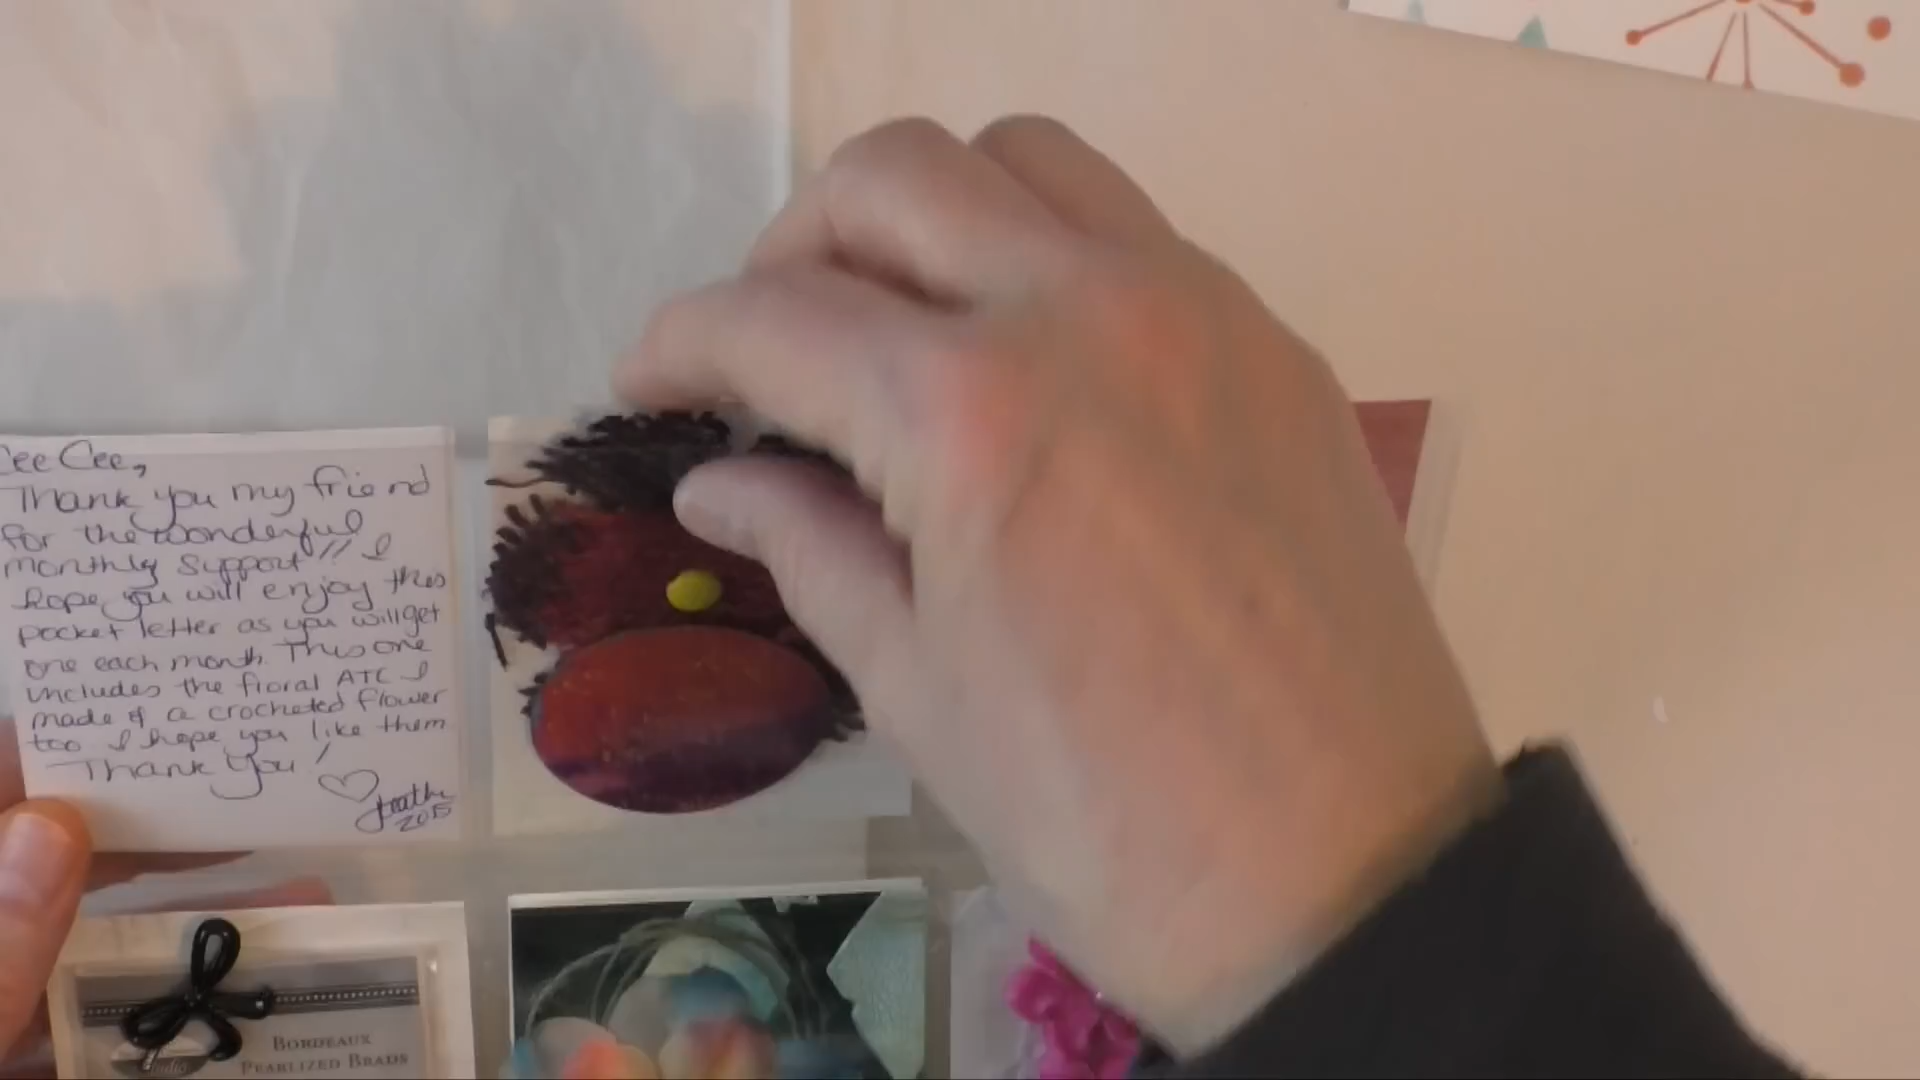 Cee Cee,
Thank you my friend
for the wonderful
monthly support!! I
hope you will enjoy this
pocket letter as you will get
one each month. This one
includes the floral ATC I
made & a crocheted flower
too I hope you like them
Thank you!
2015
BORDEAUX
PEARLIZED BRADS